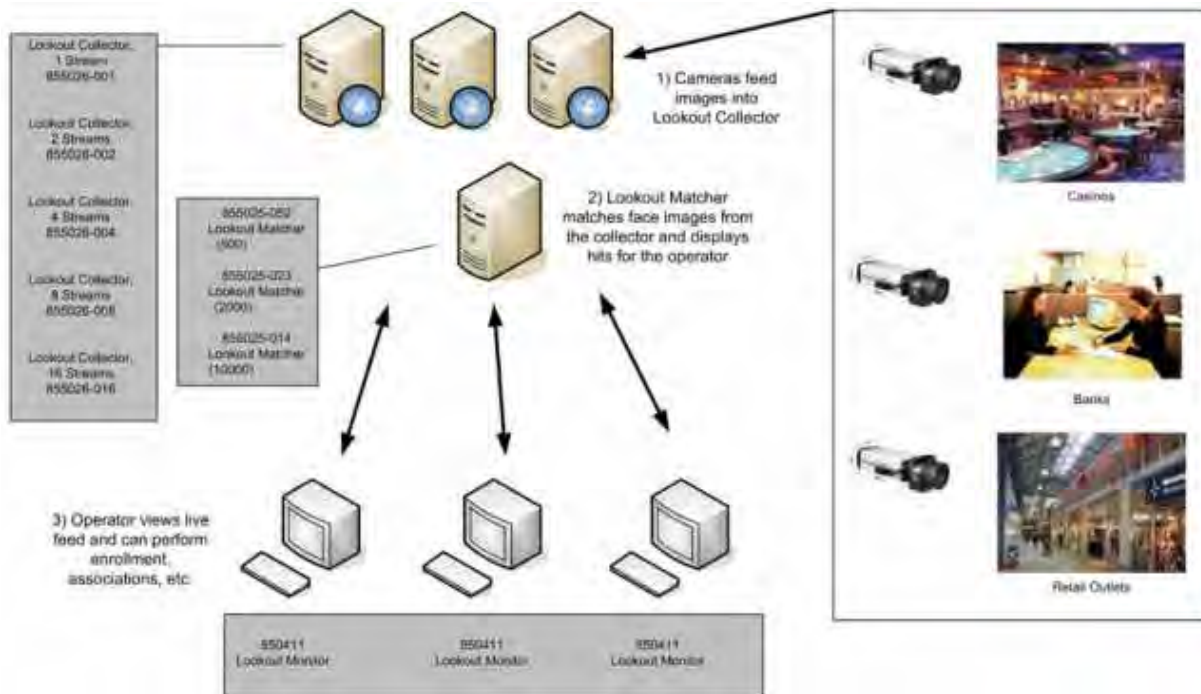 Lookout Collector,
1 Stream
855026-001
Lookout Collector,
2 Streams
855026-002
Lookout Collector
4 Streams
855026-004
Lookout Collector,
8 Streams
855026-008
Lookout Collector,
16 Streams
855026-016
Lookout Matcher
(500)
855025-023
Lookout Matcher
(2000)
855025-014
Lookout Matcher
(10000)
1) Cameras feed
images into
Lookout Collector
2) Lookout Matcher
matches face images from
the collector and displays
hits for the operator
3) Operator views live
feed and can perform
enrollment,
associations, etc
850411
Lookout Monitor
850411
Lookout Monitor
850411
Lookout Monitor
Casinos
Banks
Retail Outlets